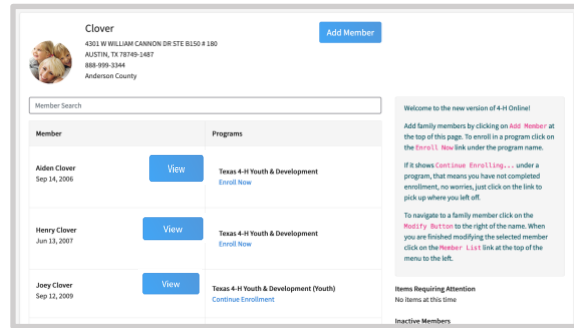 Clover
4301 W WILLIAM CANNON DR STE B150 # 180
AUSTIN, TX 78749-1487
888-999-3344
Anderson County
Add Member
Member Search
Member
Programs
Aiden Clover
Sep 14, 2006
View
Texas 4-H Youth & Development
Enroll Now
Henry Clover
Jun 13, 2007
View
Texas 4-H Youth & Development
Enroll Now
Joey Clover
Sep 12, 2009
View
Texas 4-H Youth & Development (Youth)
Continue Enrollment
Welcome to the new version of 4-H Online!
Add family members by clicking on Add Member at
the top of this page. To enroll in a program click on
the Enroll Now link under the program name.
If it shows Continue Enrolling... under a
program, that means you have not completed
enrollment, no worries, just click on the link to
pick up where you left off.
To navigate to a family member click on the
Modify Button to the right of the name. When
you are finished modifying the selected member
click on the Member List link at the top of the
menu to the left.
Items Requiring Attention
No items at this time
Inactive Members